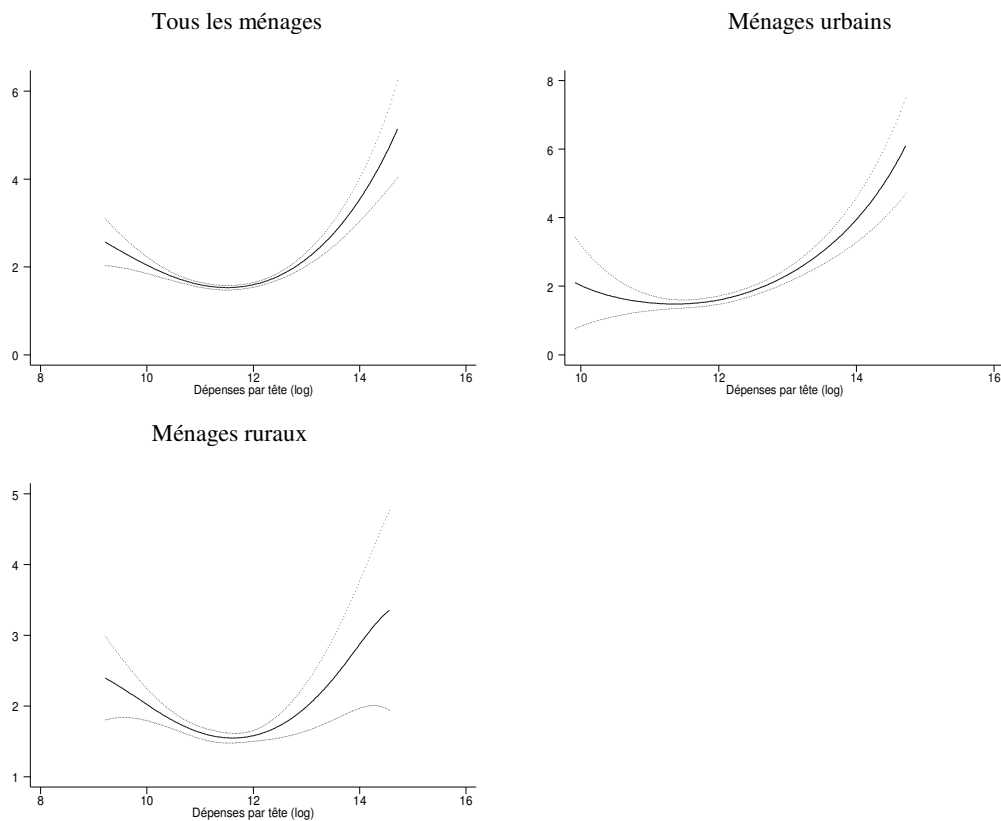 Tous les ménages
Ménages urbains
6
4
2
0
8 10 12 14 16
Dépenses par tête (log)
8
6
4
2
0
10 12 14 16
Dépenses par tête (log)
Ménages ruraux
5
4
3
2
1
8 10 12 14 16
Dépenses par tête (log)